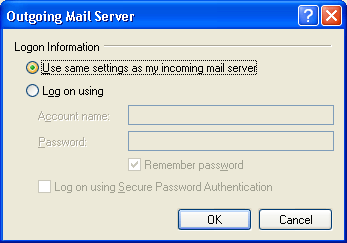 Outgoing Mail Server
Logon Information
Use same settings as my incoming mail server
Log on using
Account name:
Password:
Remember password
Log on using Secure Password Authentication
OK Cancel